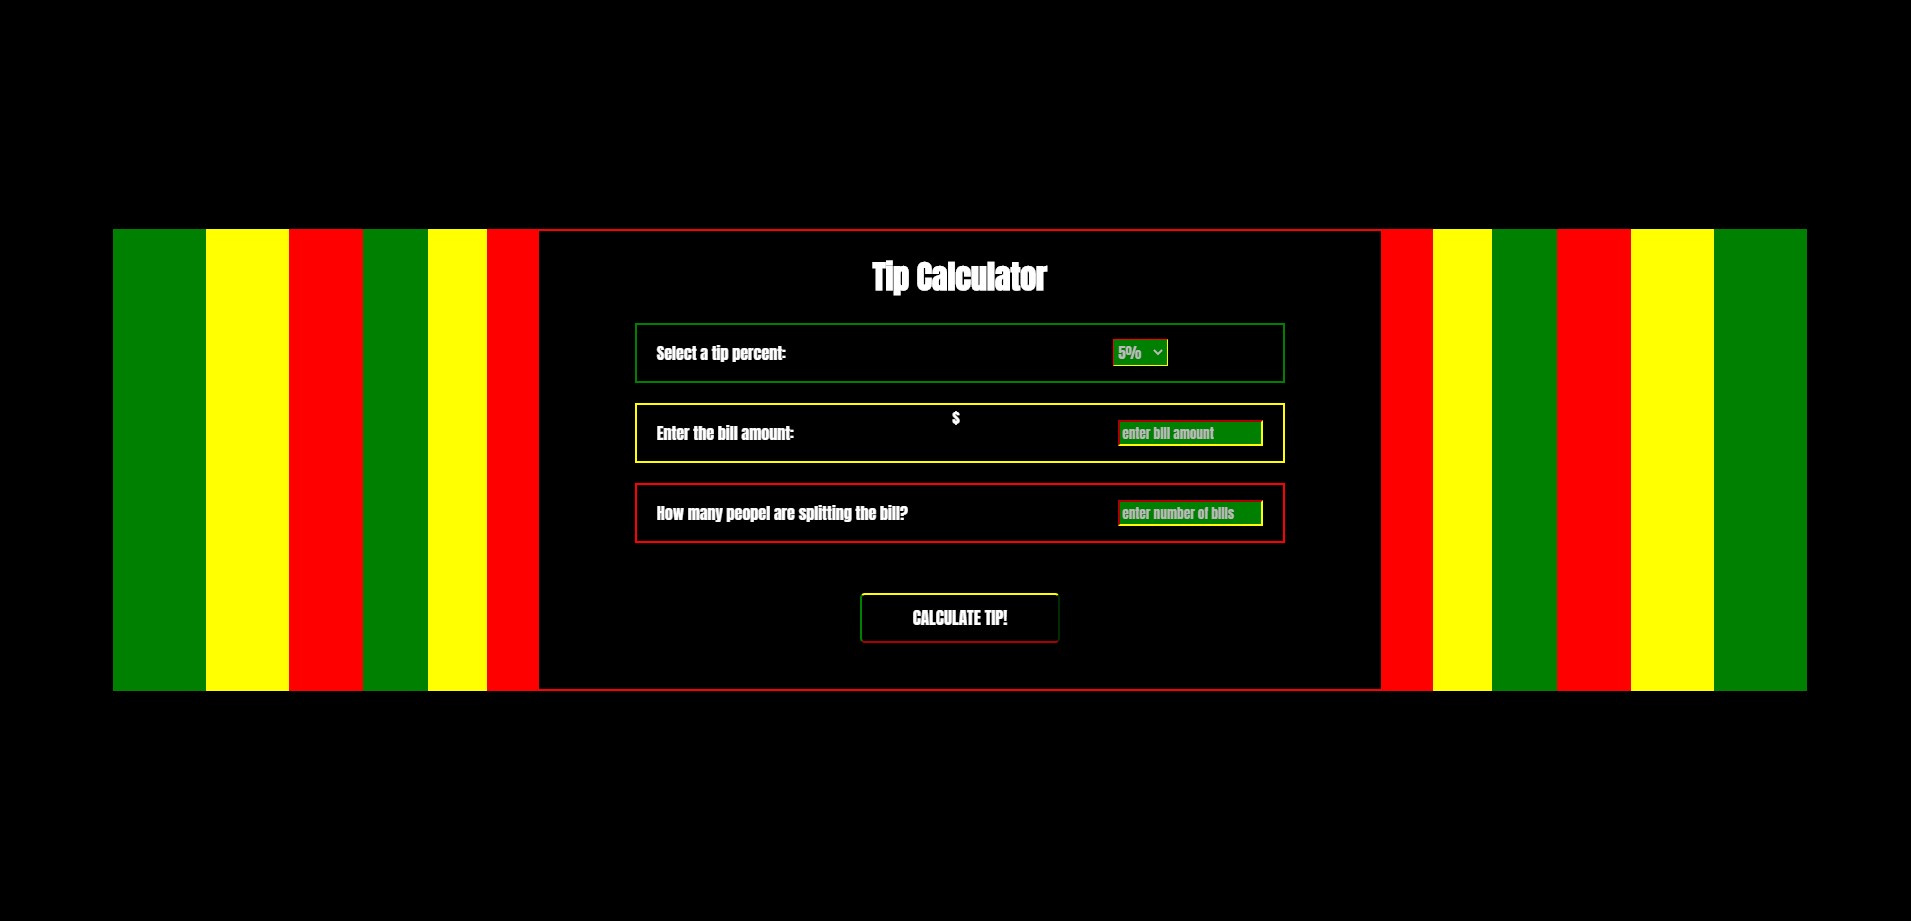 Tip Calculator
Select a tip percent: 5%
$
Enter the bill amount: enter bill amount
How many peopel are splitting the bill? enter number of bills
CALCULATE TIP!